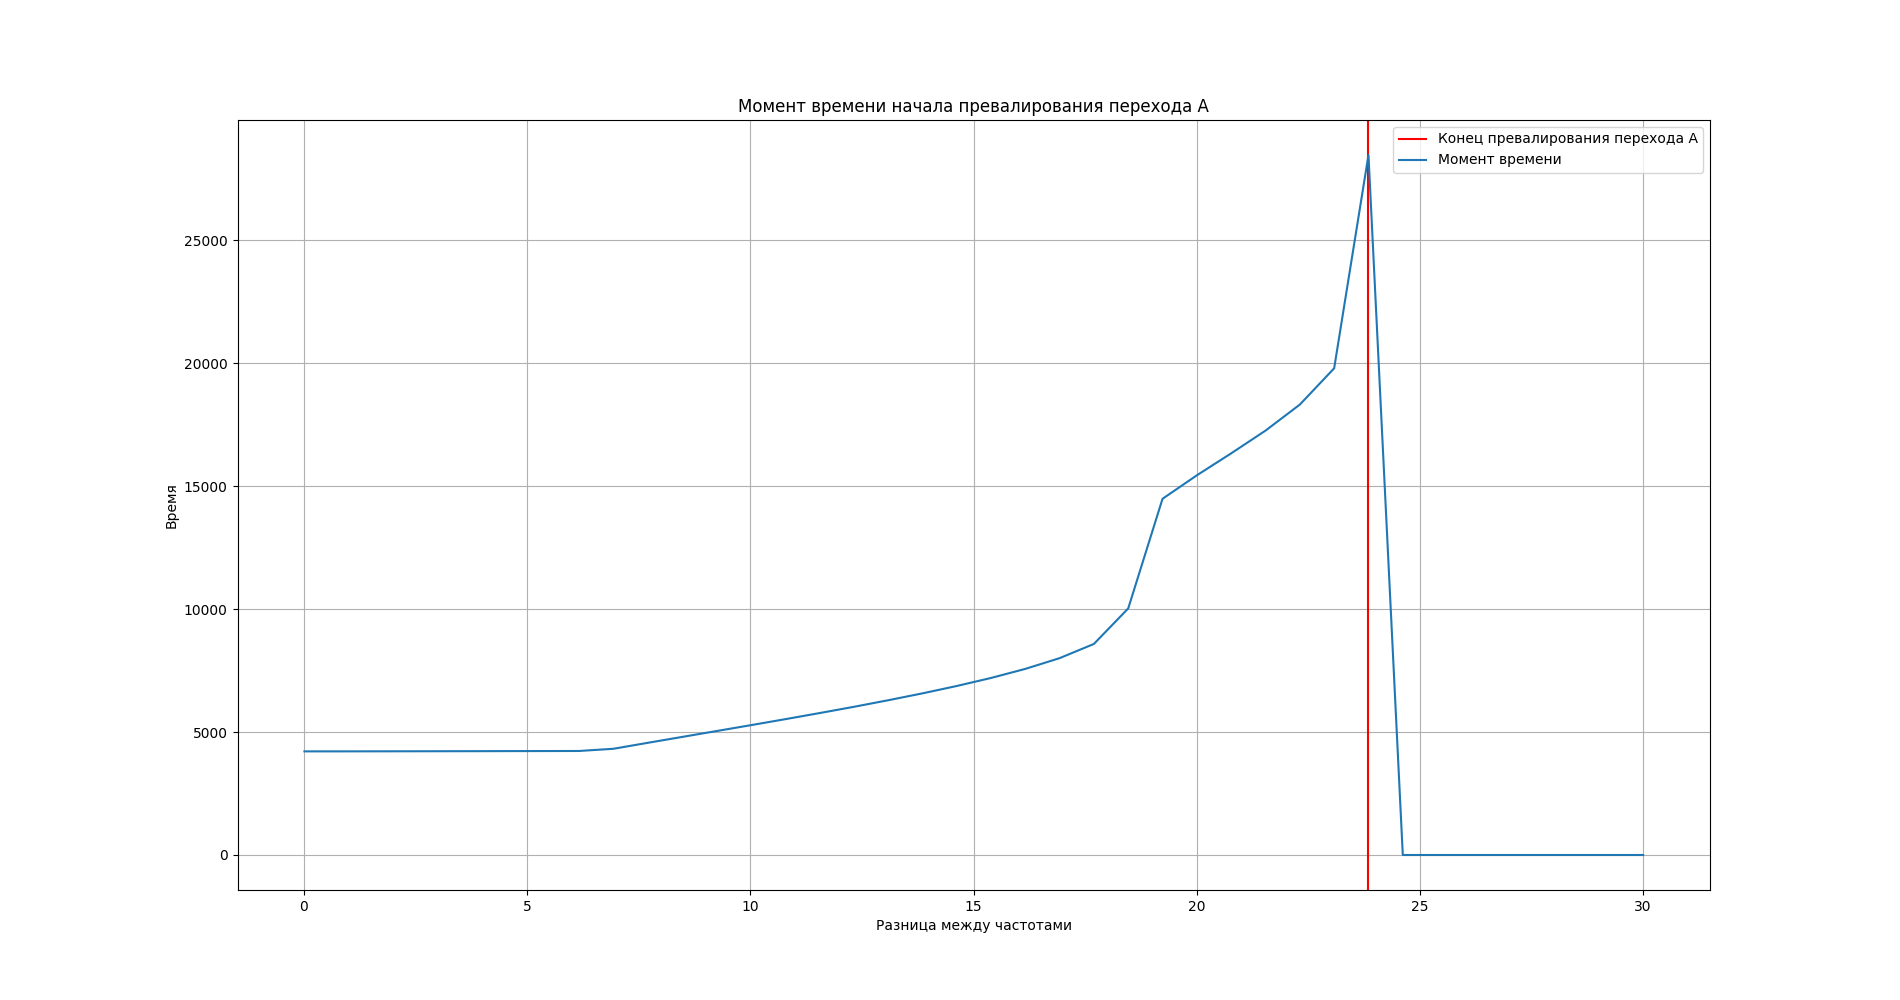 Момент времени начала превалирования перехода А
Конец превалирования перехода А
Момент времени
25000
20000
15000
10000
5000
0
Время
0 5 10 15 20 25 30
Разница между частотами